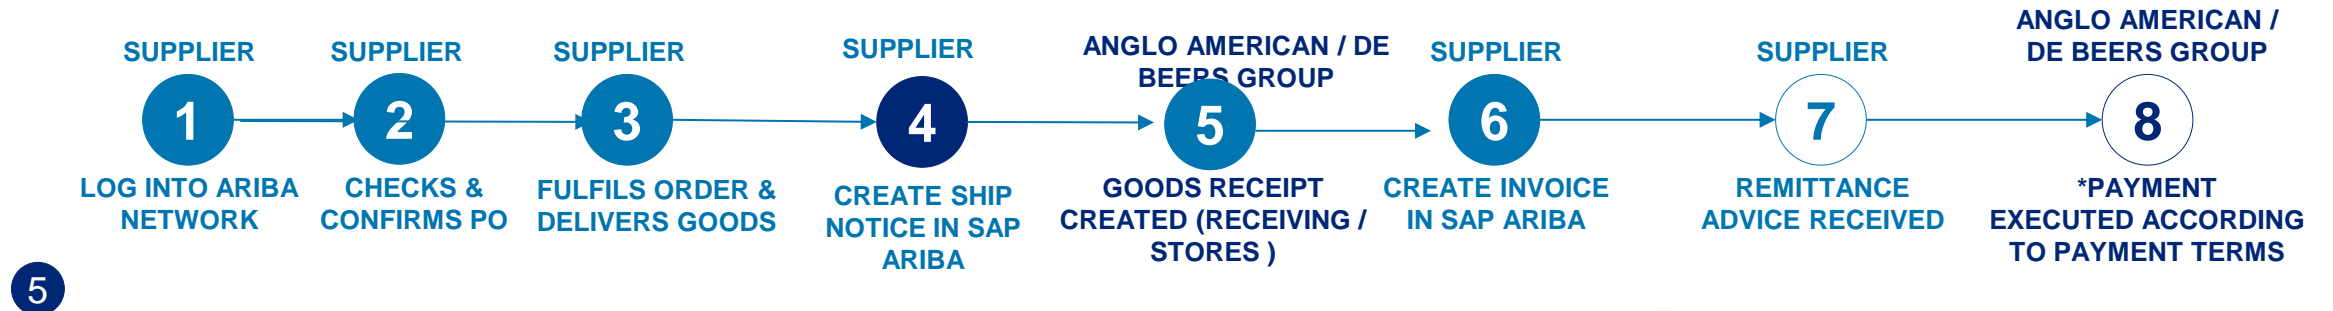 SUPPLIER
1
LOG INTO ARIBA
NETWORK
SUPPLIER
2
CHECKS &
CONFIRMS PO
SUPPLIER
3
FULFILS ORDER &
DELIVERS GOODS
SUPPLIER
4
CREATE SHIP
NOTICE IN SAP
ARIBA
ANGLO AMERICAN / DE
BEERS GROUP
5
GOODS RECEIPT
CREATED (RECEIVING /
STORES )
SUPPLIER
6
CREATE INVOICE
IN SAP ARIBA
SUPPLIER
7
REMITTANCE
ADVICE RECEIVED
ANGLO AMERICAN /
DE BEERS GROUP
8
*PAYMENT
EXECUTED ACCORDING
TO PAYMENT TERMS
5